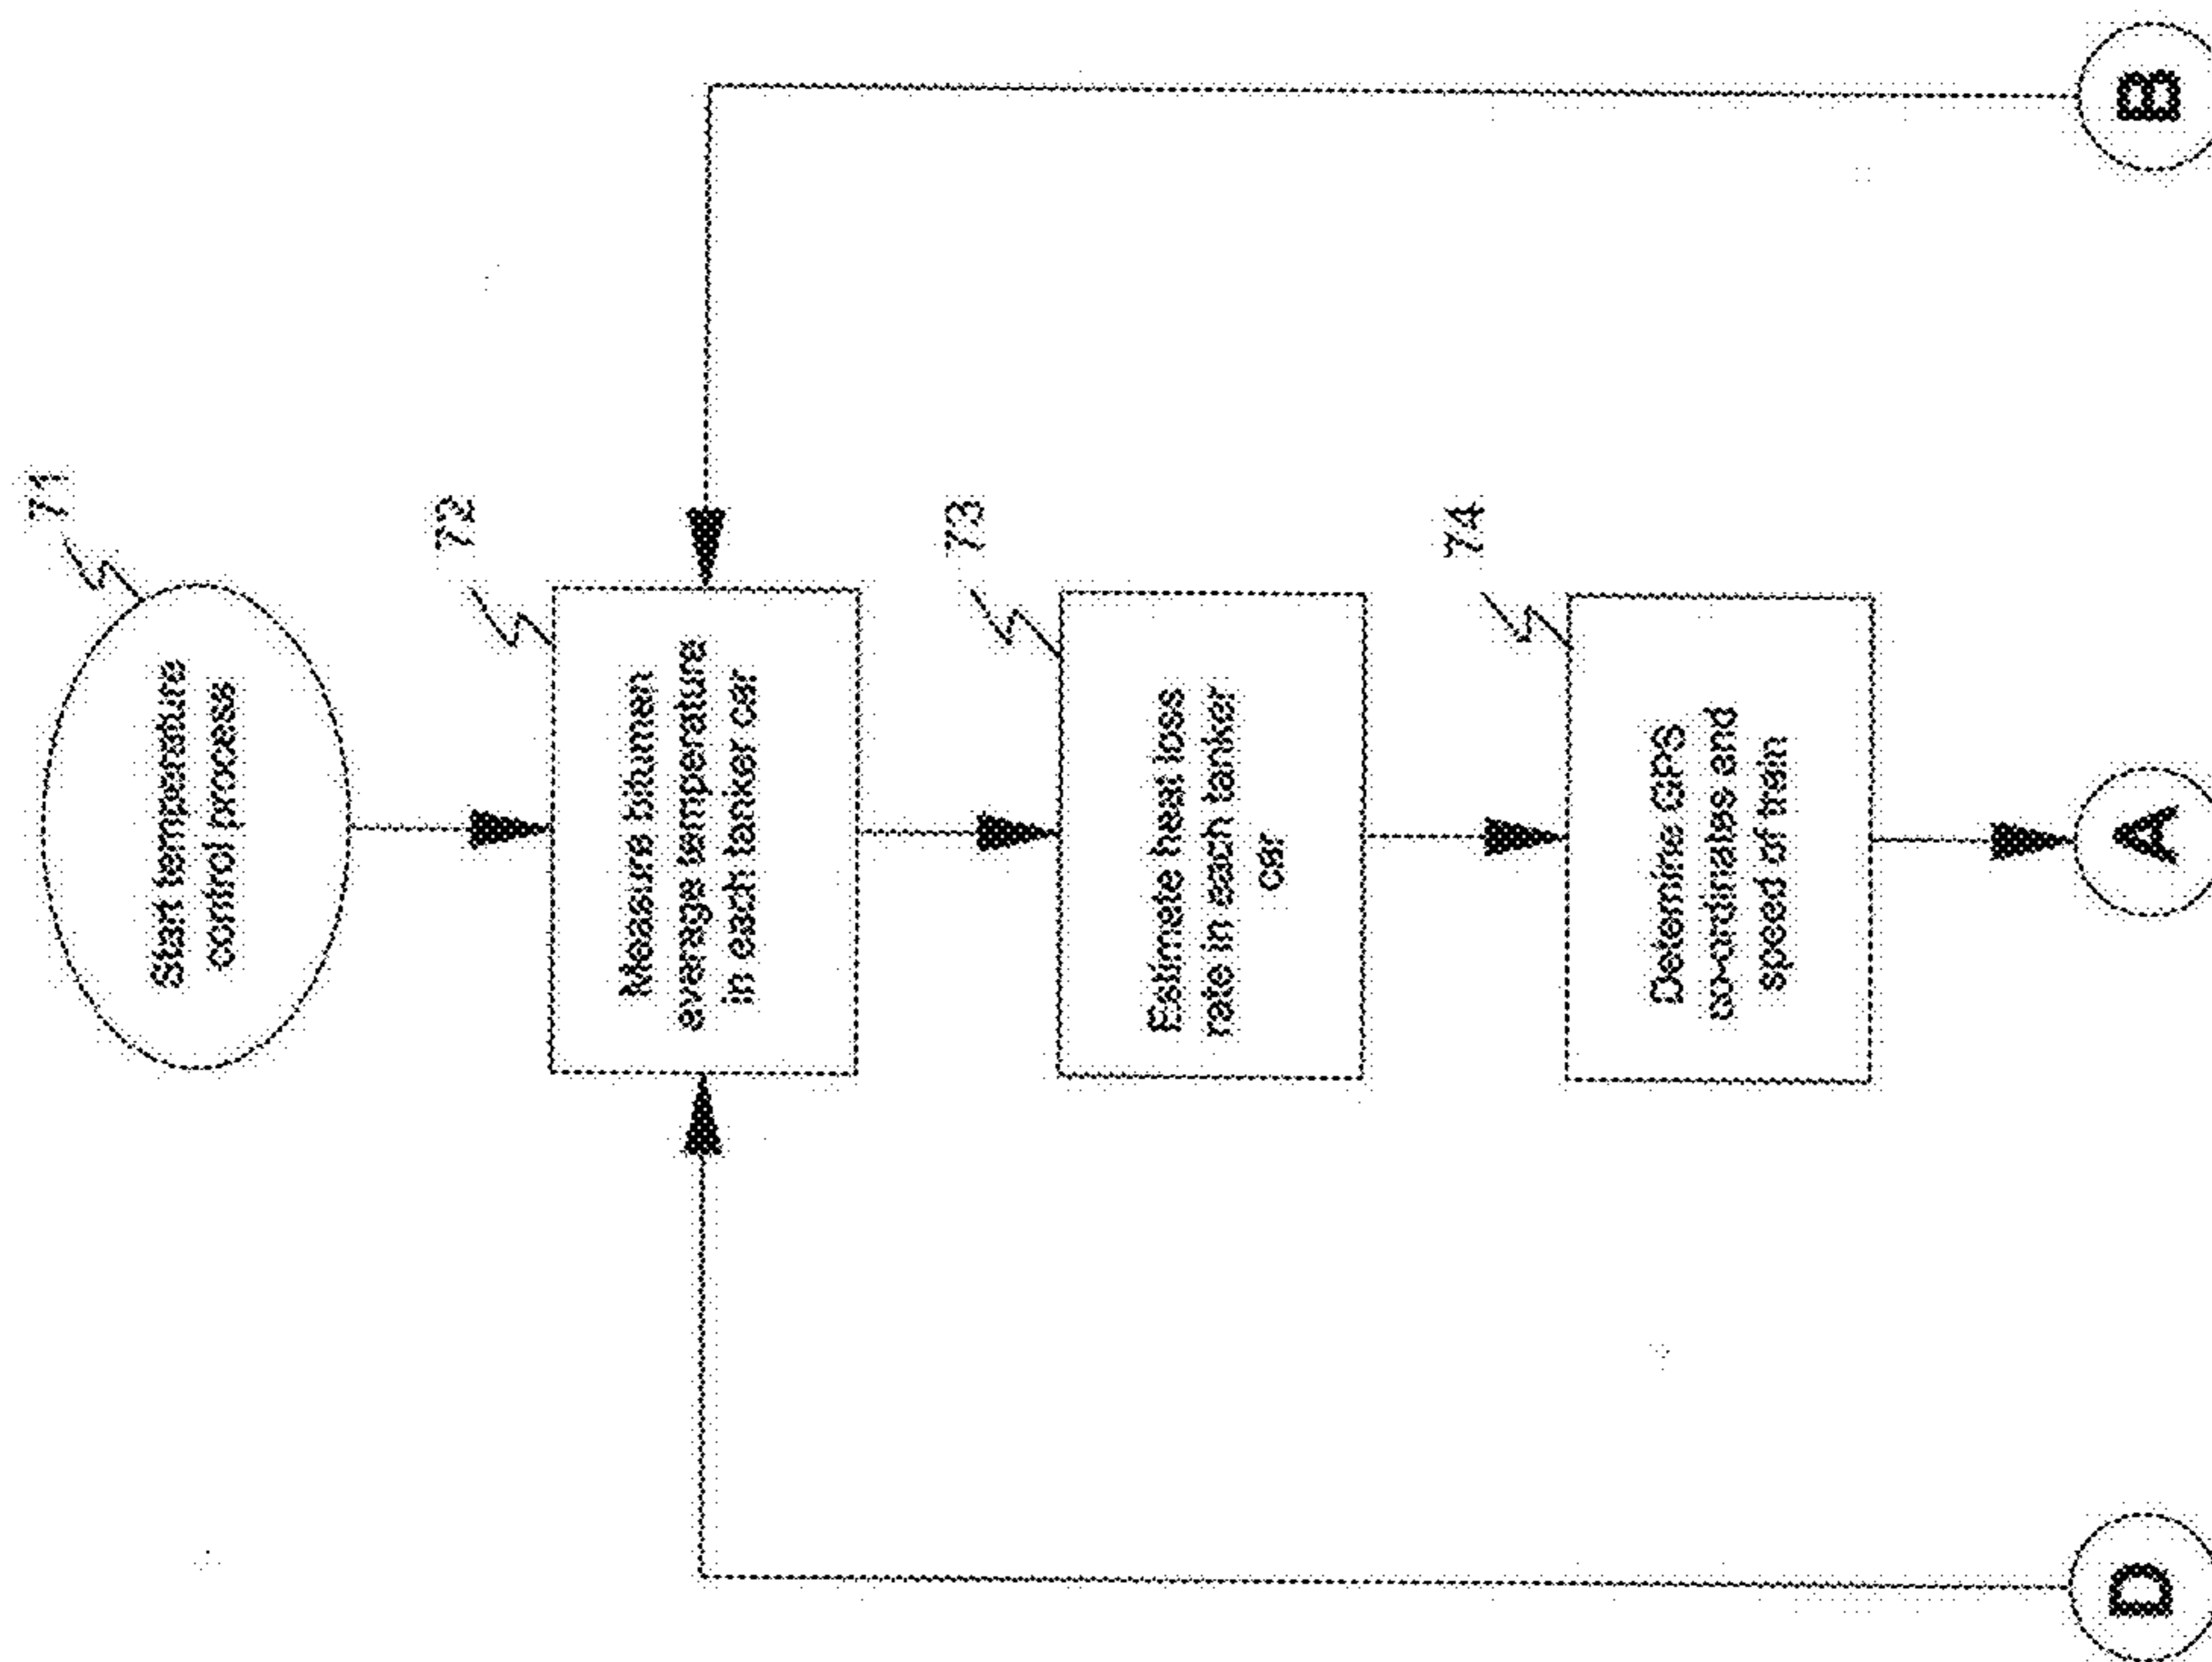 71
Start temperature
control process
72
Measure bitumen
average temperature
in each tanker car
73
Estimate heat loss
rate in each tanker
car
74
Determine GPS
co-ordinates and
speed of train
D
A
B